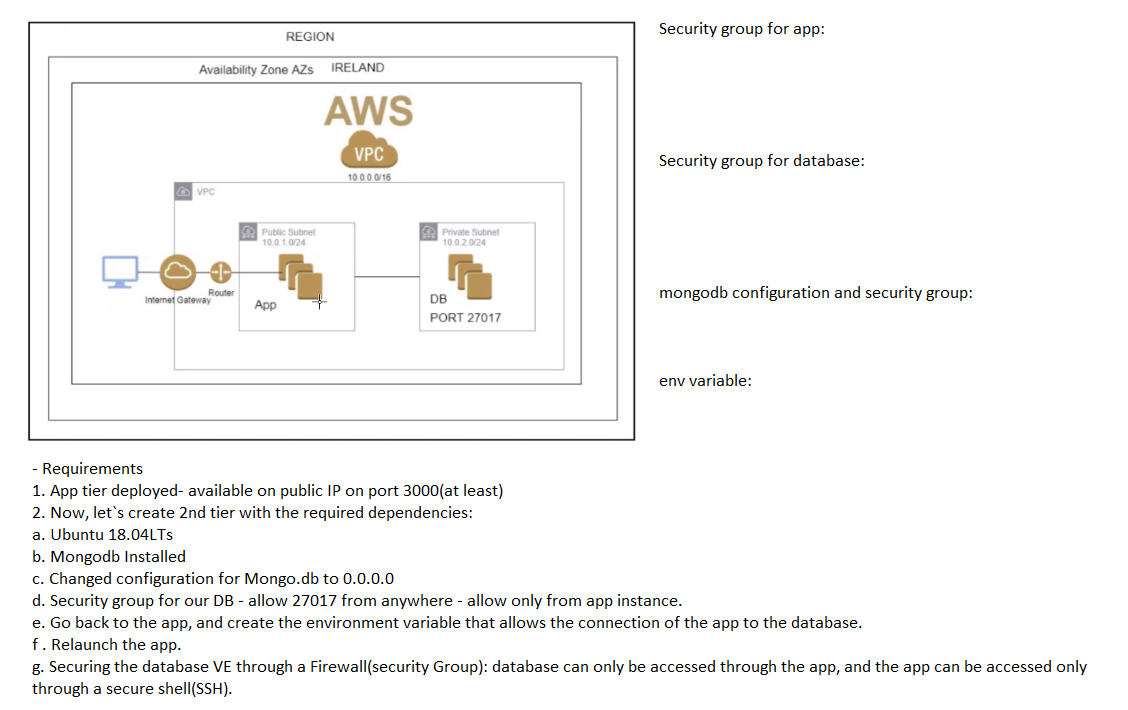 REGION
Availability Zone AZs IRELAND
AWS
VPC
10.0.0.0/16
VPC
Public Subnet
10.0.1.0/24
Private Subnet
10.0.2.0/24
Internet Gateway
Router
App
DB
PORT 27017
Security group for app:
Security group for database:
mongodb configuration and security group:
env variable:
- Requirements
1. App tier deployed- available on public IP on port 3000(at least)
2. Now, let`s create 2nd tier with the required dependencies:
a. Ubuntu 18.04LTs
b. Mongodb Installed
c. Changed configuration for Mongo.db to 0.0.0.0
d. Security group for our DB - allow 27017 from anywhere - allow only from app instance.
e. Go back to the app, and create the environment variable that allows the connection of the app to the database.
f . Relaunch the app.
g. Securing the database VE through a Firewall(security Group): database can only be accessed through the app, and the app can be accessed only
through a secure shell(SSH).